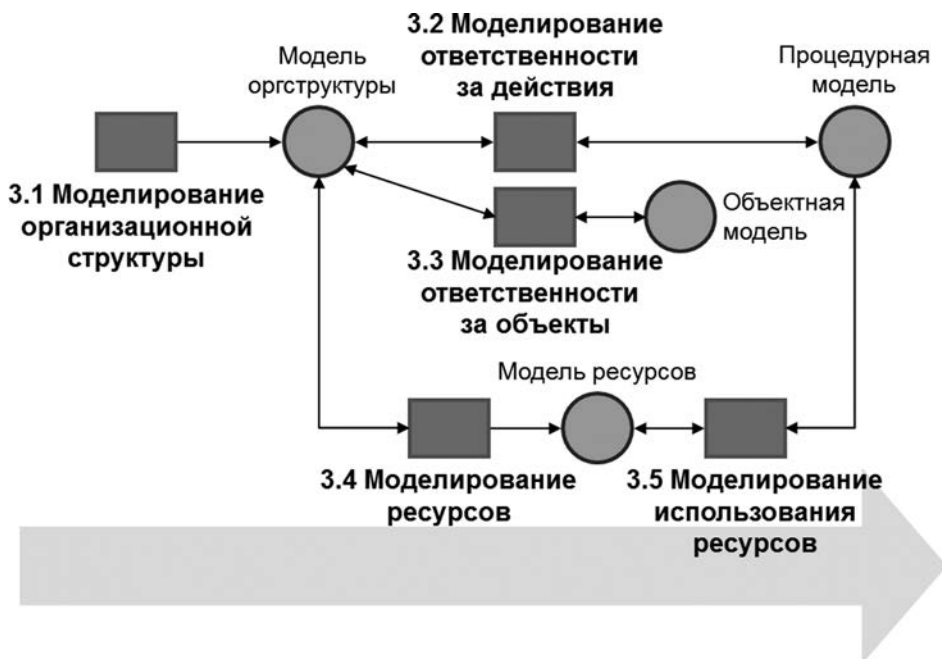 Модель
оргструктуры
3.2 Моделирование
ответственности
за действия
Процедурная
модель
3.1 Моделирование
организационной
структуры
Объектная
модель
3.3 Моделирование
ответственности
за объекты
Модель ресурсов
3.4 Моделирование
ресурсов
3.5 Моделирование
использования
ресурсов